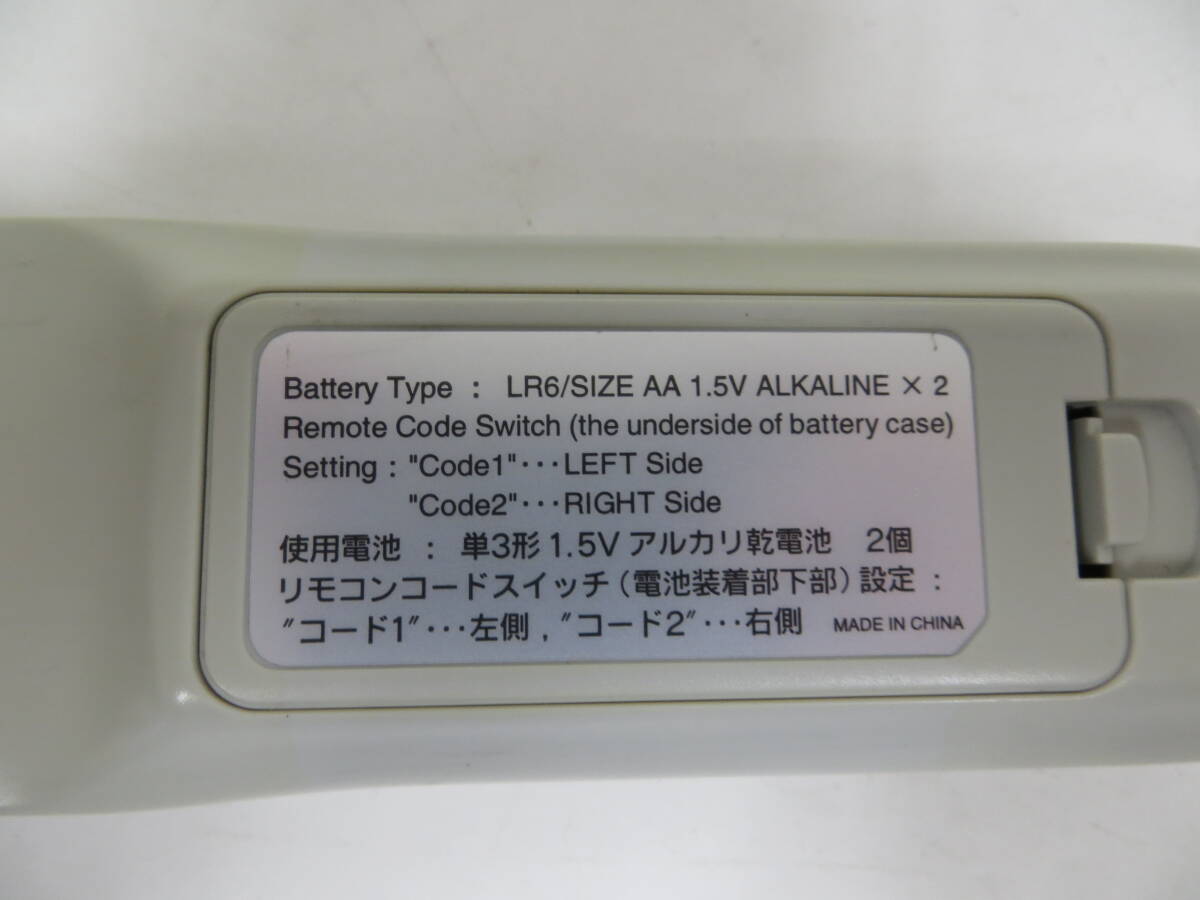 Battery Type : LR6/SIZE AA 1.5V ALKALINE × 2
Remote Code Switch (the underside of battery case)
Setting : "Code1"･･･LEFT Side
"Code2"･･･RIGHT Side
使用電池 : 単3形 1.5V アルカリ乾電池 2個
リモコンコードスイッチ（電池装着部下部）設定 :
"コード1"･･･左側 , "コード2"･･･右側 MADE IN CHINA